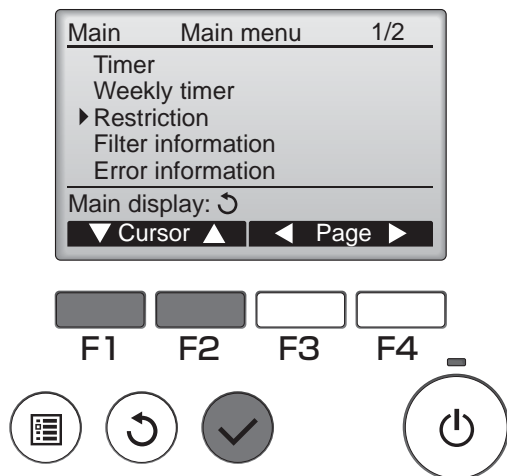 Main Main menu 1/2
Timer
Weekly timer
Restriction
Filter information
Error information
Main display:
Cursor Page
F1 F2 F3 F4